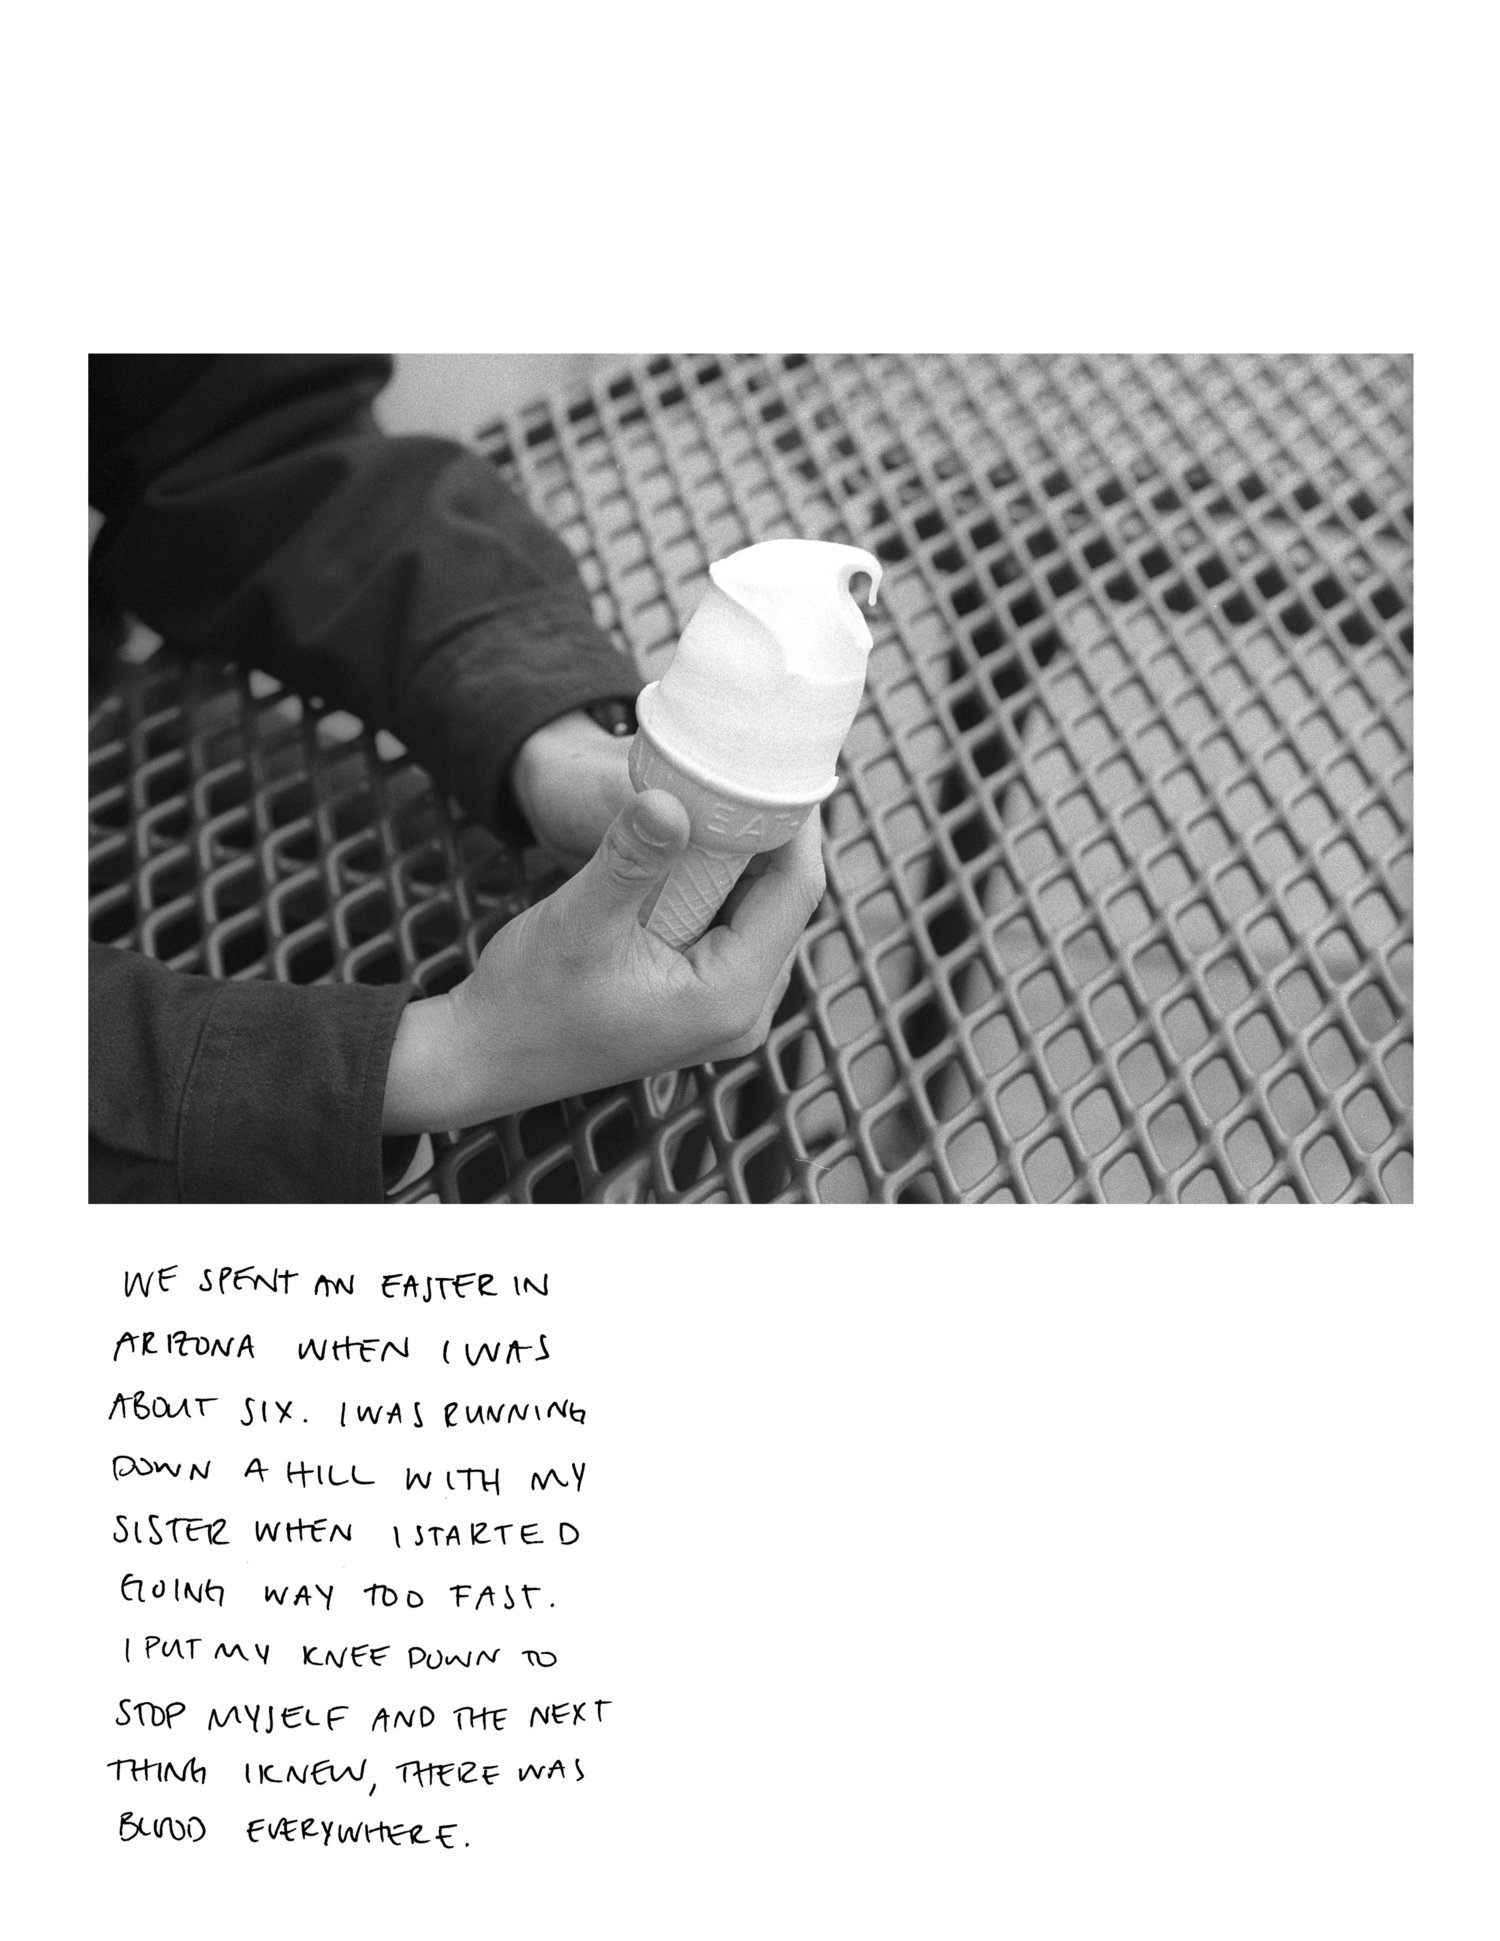 EAT
WE SPENT AN EASTER IN
ARIZONA WHEN I WAS
ABOUT SIX. I WAS RUNNING
DOWN A HILL WITH MY
SISTER WHEN I STARTED
GOING WAY TOO FAST.
I PUT MY KNEE DOWN TO
STOP MYSELF AND THE NEXT
THING I KNEW, THERE WAS
BLOOD EVERYWHERE.